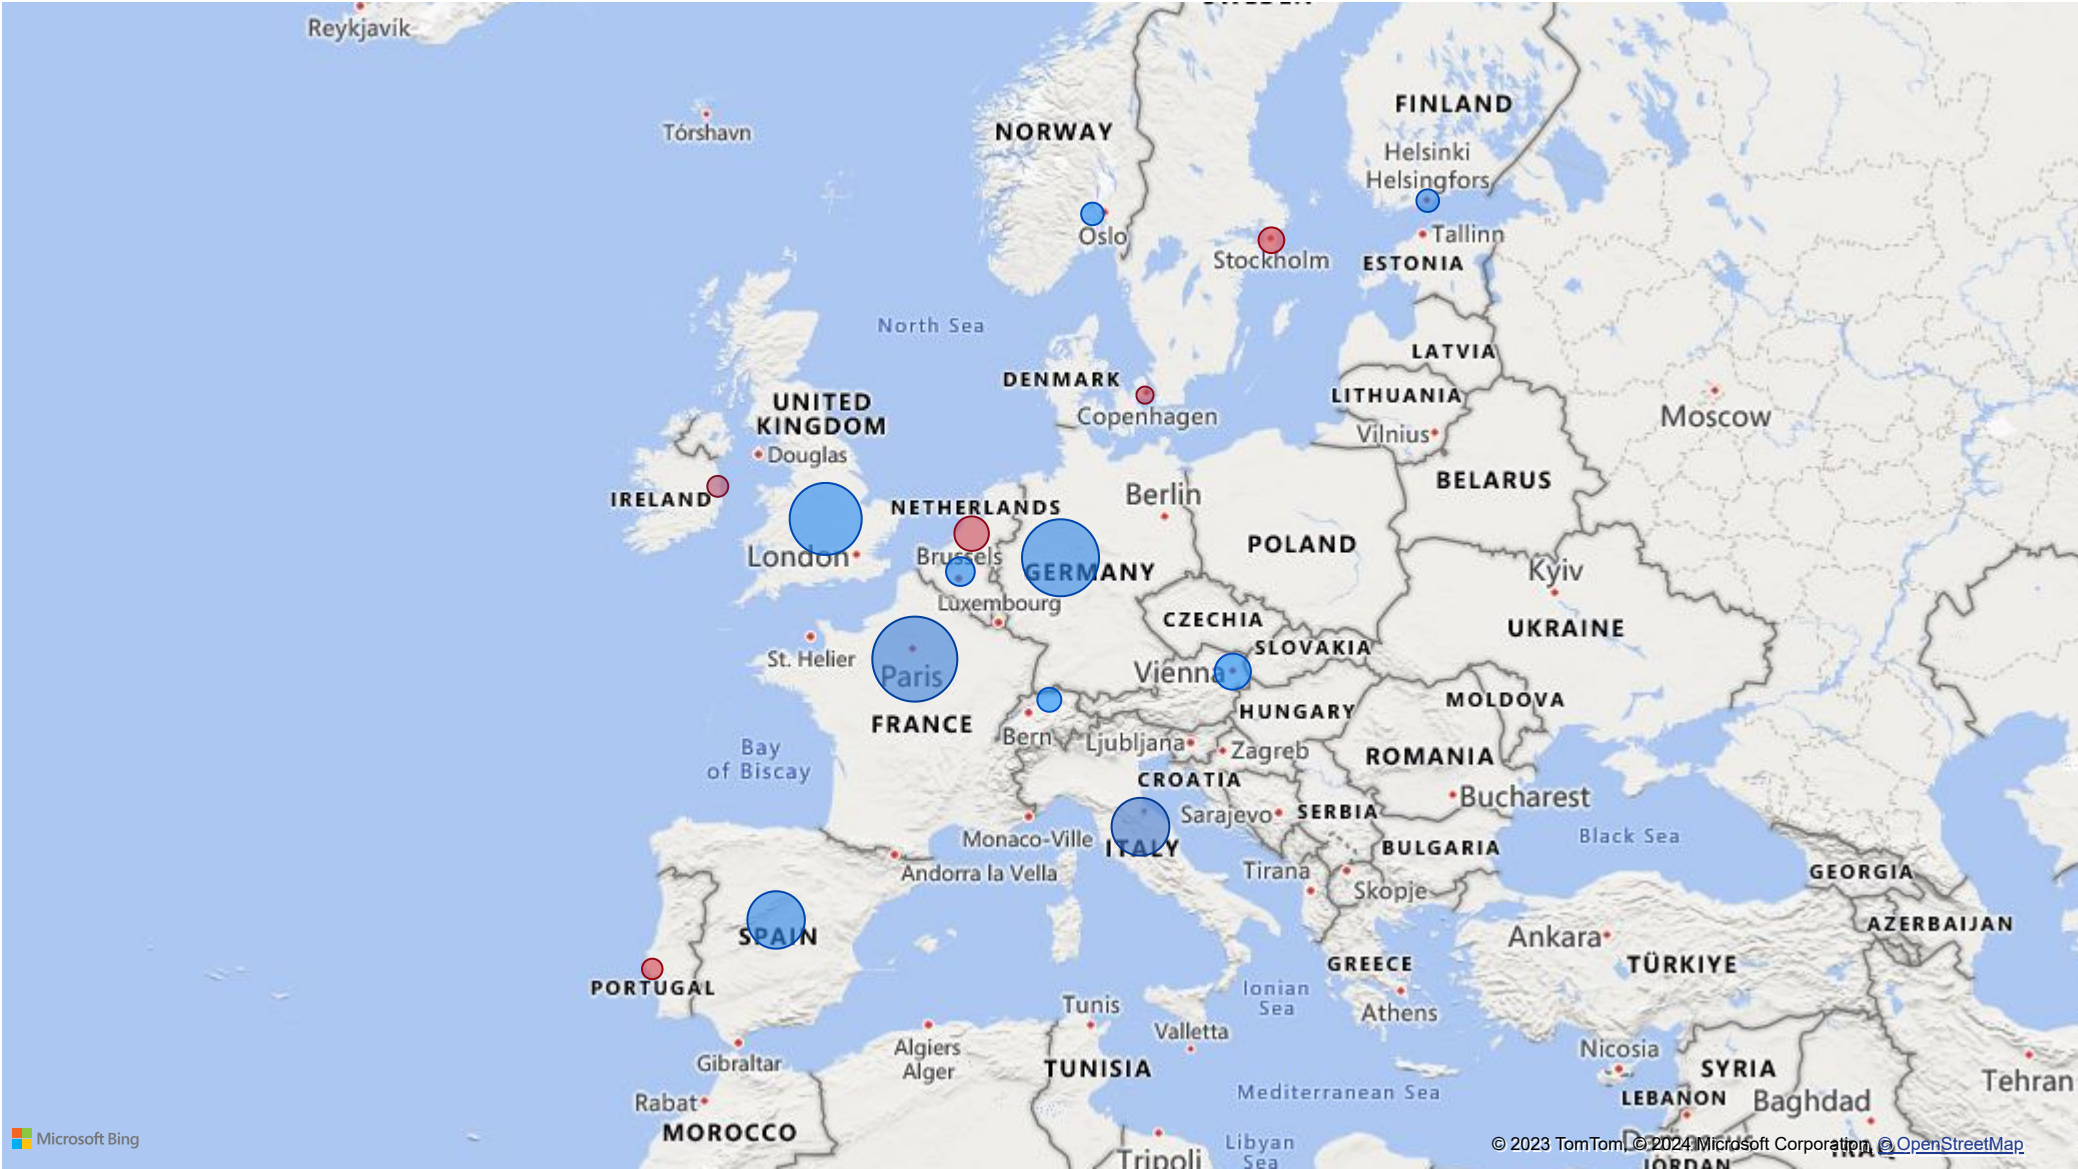 Reykjavík
Tórshavn
NORWAY
FINLAND
Helsinki
Helsingfors
Oslo
Stockholm
Tallinn
ESTONIA
North Sea
LATVIA
DENMARK
LITHUANIA
Copenhagen
Moscow
UNITED
KINGDOM
Vilnius
Douglas
BELARUS
IRELAND
NETHERLANDS
Berlin
London
Brussels
POLAND
GERMANY
Kyiv
Luxembourg
CZECHIA
UKRAINE
St. Helier
SLOVAKIA
Paris
Vienna
MOLDOVA
FRANCE
HUNGARY
Bern
Ljubljana
Zagreb
Bay
of Biscay
ROMANIA
CROATIA
Bucharest
Sarajevo
SERBIA
Monaco-Ville
ITALY
BULGARIA
Black Sea
Andorra la Vella
Tirana
Skopje
GEORGIA
SPAIN
Ankara
AZERBAIJAN
GREECE
TÜRKIYE
PORTUGAL
Ionian
Sea
Tunis
Athens
Valletta
Gibraltar
Algiers
Alger
TUNISIA
Nicosia
SYRIA
Tehran
Mediterranean Sea
LEBANON
Baghdad
Rabat
MOROCCO
Microsoft Bing
Libyan
Sea
Tripoli
© 2023 TomTom, © 2024 Microsoft Corporation, © OpenStreetMap
JORDAN